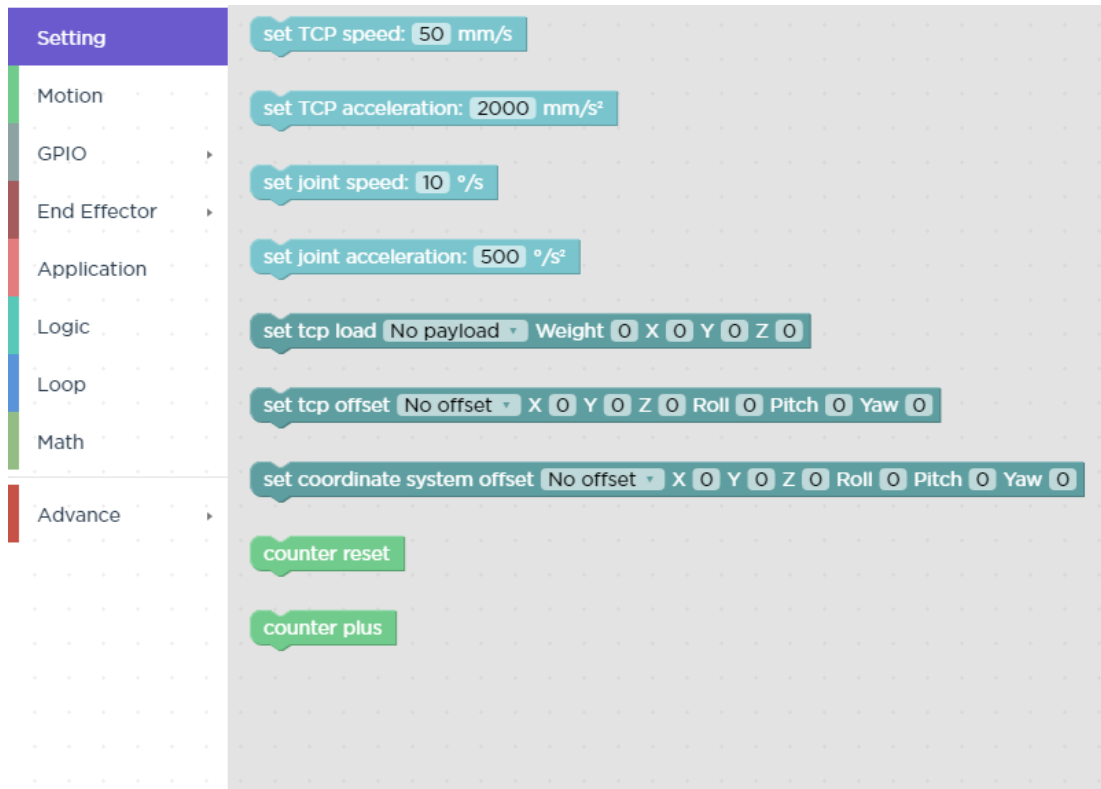 Setting
Motion
GPIO
End Effector
Application
Logic
Loop
Math
Advance
set TCP speed: 50 mm/s
set TCP acceleration: 2000 mm/s²
set joint speed: 10 °/s
set joint acceleration: 500 °/s²
set tcp load No payload Weight 0 X 0 Y 0 Z 0
set tcp offset No offset X 0 Y 0 Z 0 Roll 0 Pitch 0 Yaw 0
set coordinate system offset No offset X 0 Y 0 Z 0 Roll 0 Pitch 0 Yaw 0
counter reset
counter plus